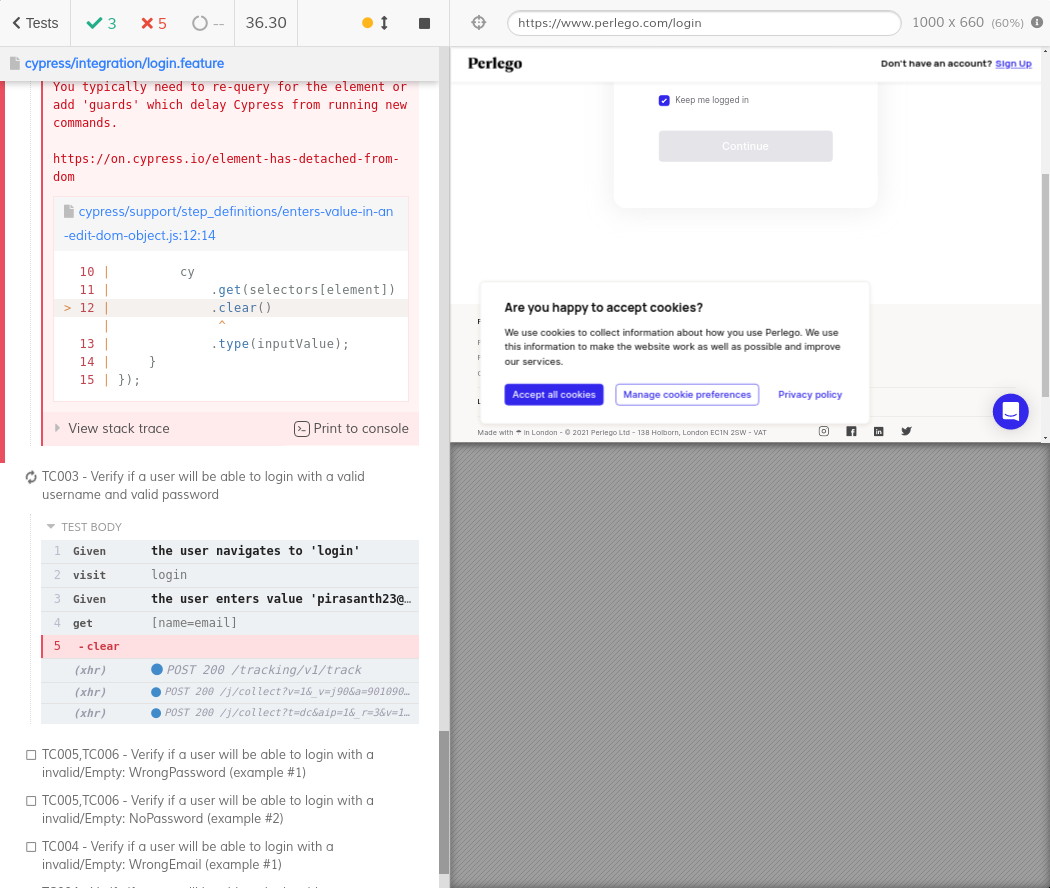 Tests
3
5
--
36.30
https://www.perlego.com/login
1000 x 660 (60%)
cypress/integration/login.feature
You typically need to re-query for the element or
add 'guards' which delay Cypress from running new
commands.
https://on.cypress.io/element-has-detached-from-
dom
cypress/support/step_definitions/enters-value-in-an
-edit-dom-object.js:12:14
10 | cy
11 | .get(selectors[element])
> 12 | .clear()
| ^
13 | .type(inputValue);
14 | }
15 | });
View stack trace
Print to console
TC003 - Verify if a user will be able to login with a valid
username and valid password
TEST BODY
1 Given the user navigates to 'login'
2 visit login
3 Given the user enters value 'pirasanth23@…
4 get [name=email]
5 - clear
(xhr) POST 200 /tracking/v1/track
(xhr) POST 200 /j/collect?v=1&_v=j90&a=901090…
(xhr) POST 200 /j/collect?t=dc&aip=1&_r=3&v=1…
TC005,TC006 - Verify if a user will be able to login with a
invalid/Empty: WrongPassword (example #1)
TC005,TC006 - Verify if a user will be able to login with a
invalid/Empty: NoPassword (example #2)
TC004 - Verify if a user will be able to login with a
invalid/Empty: WrongEmail (example #1)
Perlego
Don't have an account? Sign Up
Keep me logged in
Continue
Are you happy to accept cookies?
We use cookies to collect information about how you use Perlego. We use
this information to make the website work as well as possible and improve
our services.
Accept all cookies
Manage cookie preferences
Privacy policy
Made with ☂ in London - © 2021 Perlego Ltd - 138 Holborn, London EC1N 2SW - VAT